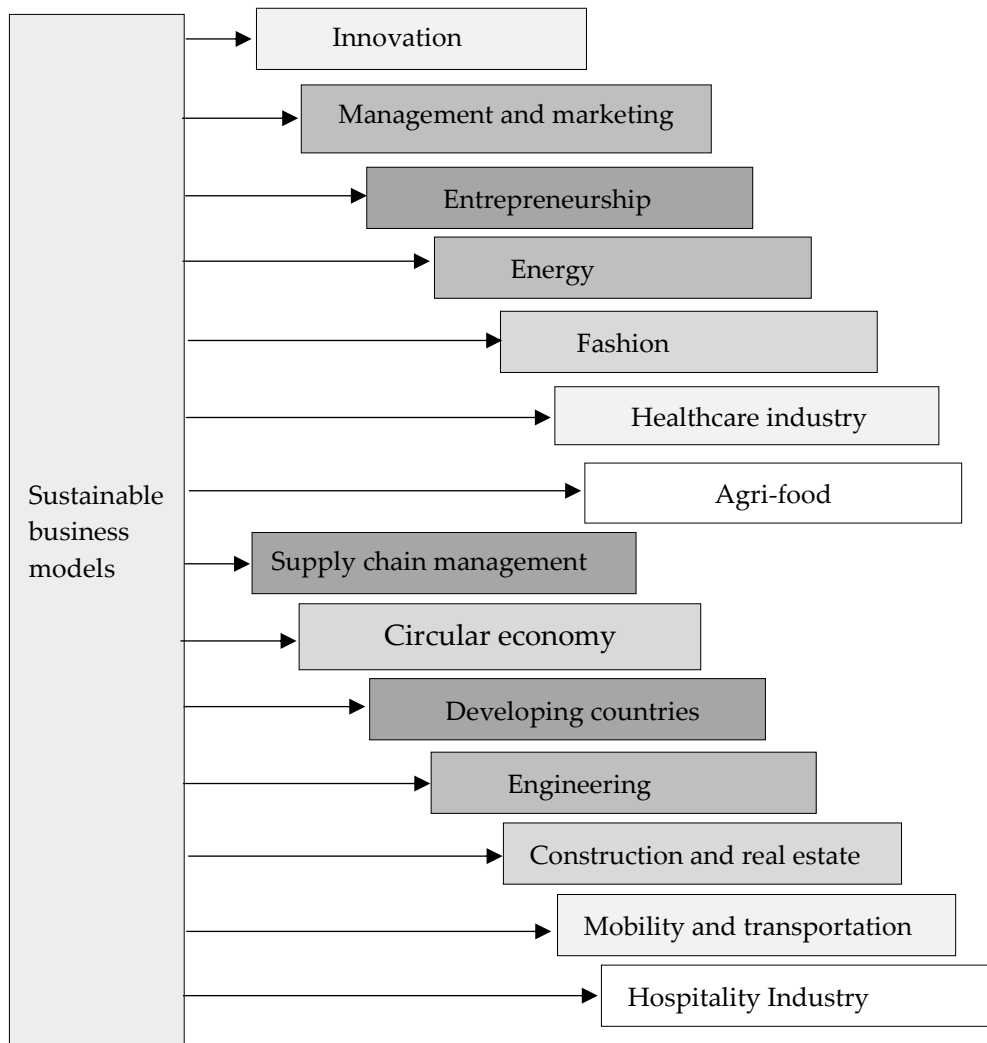 Innovation
Management and marketing
Entrepreneurship
Energy
Fashion
Healthcare industry
Agri-food
Sustainable
business
models
Supply chain management
Circular economy
Developing countries
Engineering
Construction and real estate
Mobility and transportation
Hospitality Industry